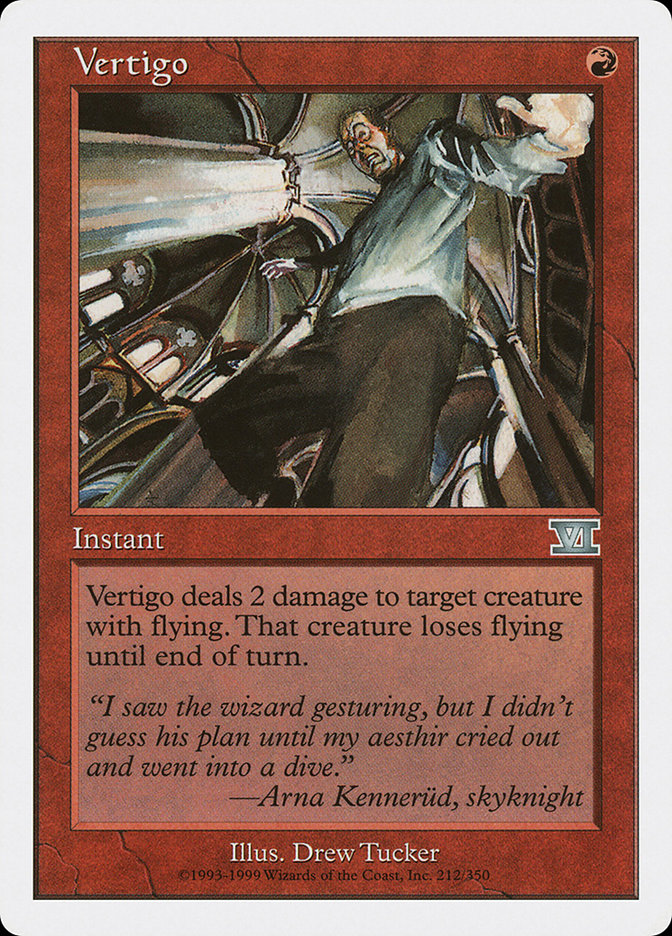 Vertigo
Instant
VI
Vertigo deals 2 damage to target creature
with flying. That creature loses flying
until end of turn.
“I saw the wizard gesturing, but I didn’t
guess his plan until my aesthir cried out
and went into a dive.”
—Arna Kennerüd, skyknight
Illus. Drew Tucker
©1993-1999 Wizards of the Coast, Inc. 212/350